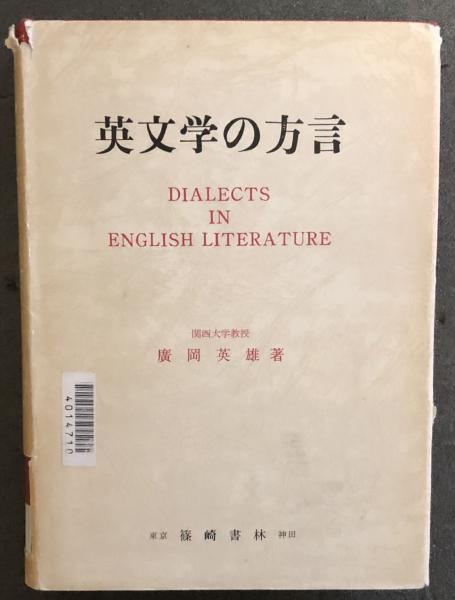 英文学の方言
DIALECTS
IN
ENGLISH LITERATURE
関西大学教授
廣岡英雄著
4014710
東京 篠崎書林 神田